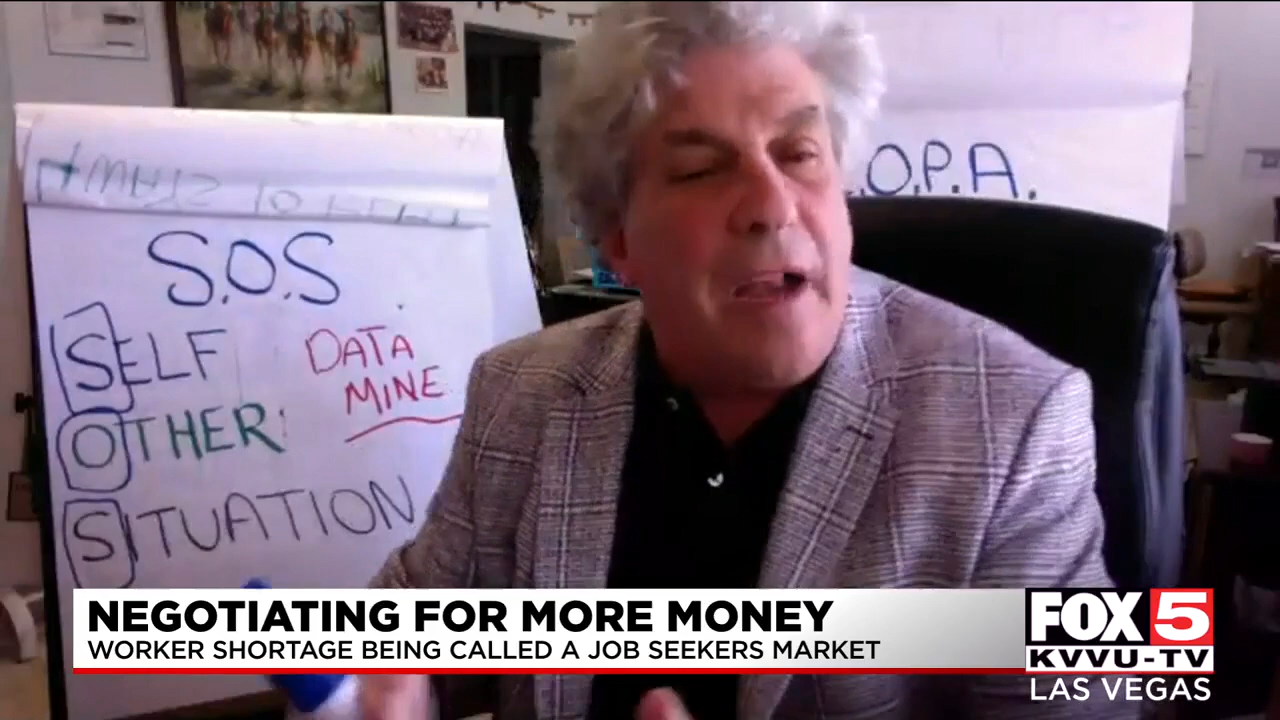 S.O.S
SELF
DATA
MINE
OTHER
SITUATION
.O.P.A.
NEGOTIATING FOR MORE MONEY
WORKER SHORTAGE BEING CALLED A JOB SEEKERS MARKET
FOX 5
KVVU-TV
LAS VEGAS